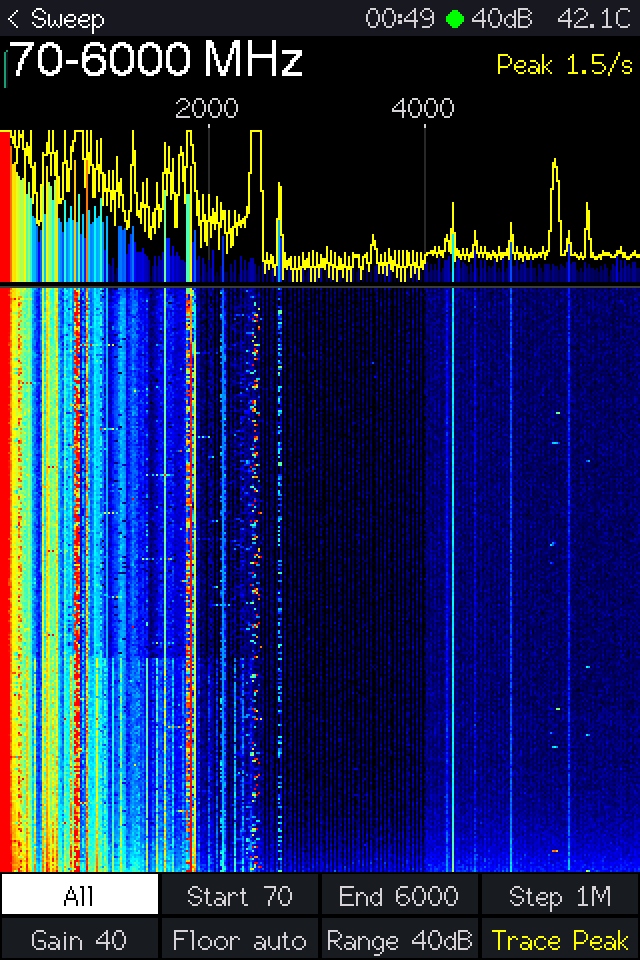 < Sweep 00:49 40dB 42.1C
70-6000 MHz Peak 1.5/s
2000 4000
All Start 70 End 6000 Step 1M
Gain 40 Floor auto Range 40dB Trace Peak